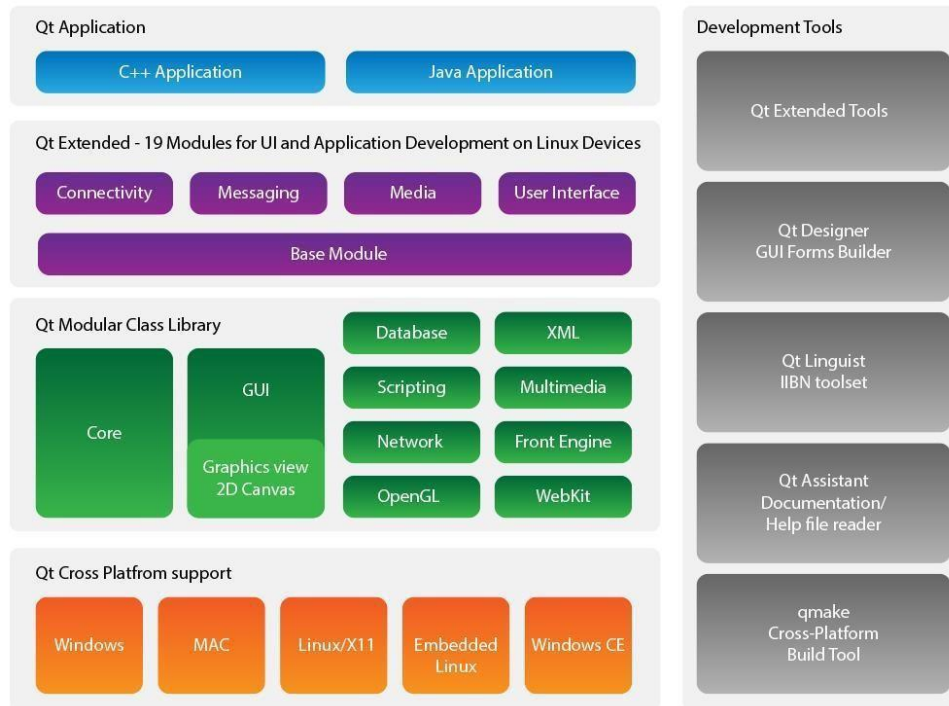 Qt Application
C++ Application
Java Application
Qt Extended - 19 Modules for UI and Application Development on Linux Devices
Connectivity
Messaging
Media
User Interface
Base Module
Qt Modular Class Library
Core
GUI
Graphics view
2D Canvas
Database
XML
Scripting
Multimedia
Network
Front Engine
OpenGL
WebKit
Qt Cross Platfrom support
Windows
MAC
Linux/X11
Embedded
Linux
Windows CE
Development Tools
Qt Extended Tools
Qt Designer
GUI Forms Builder
Qt Linguist
IIBN toolset
Qt Assistant
Documentation/
Help file reader
qmake
Cross-Platform
Build Tool